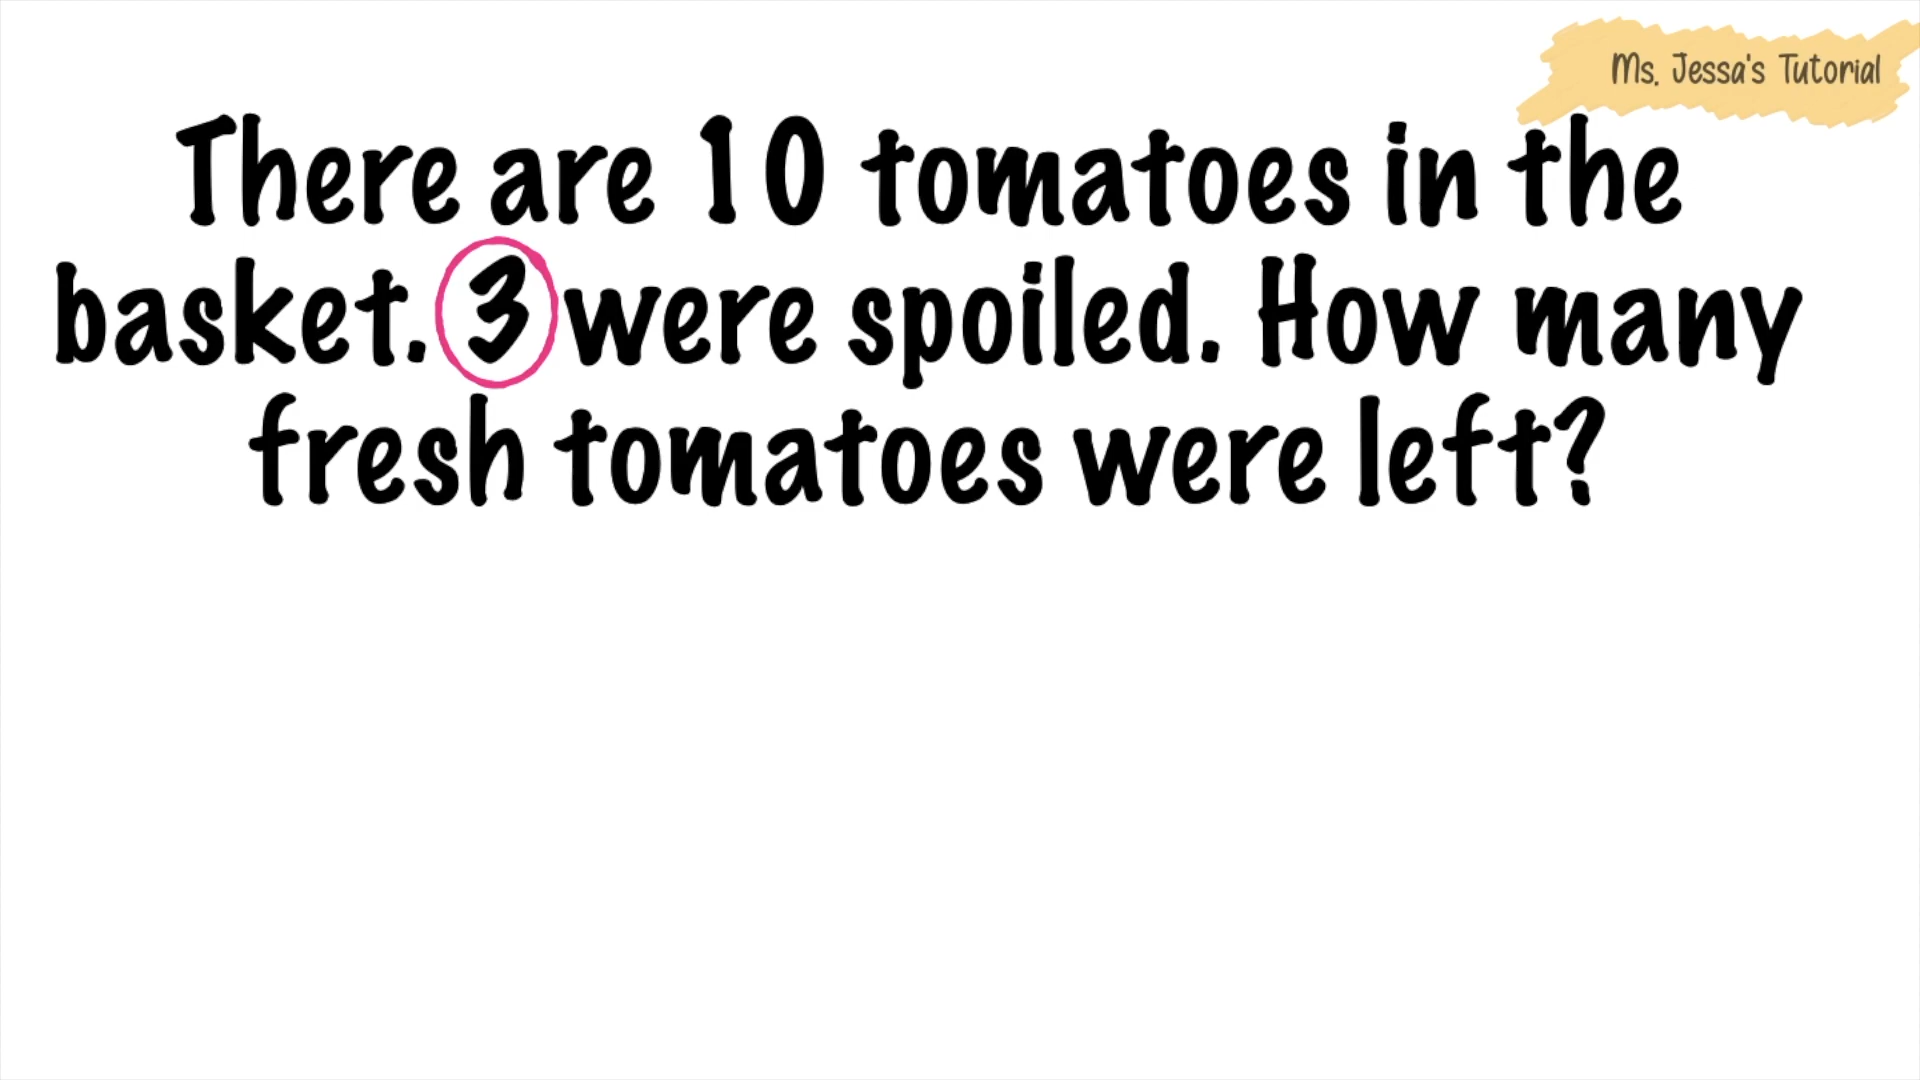 Ms. Jessa's Tutorial
There are 10 tomatoes in the
basket. 3 were spoiled. How many
fresh tomatoes were left?